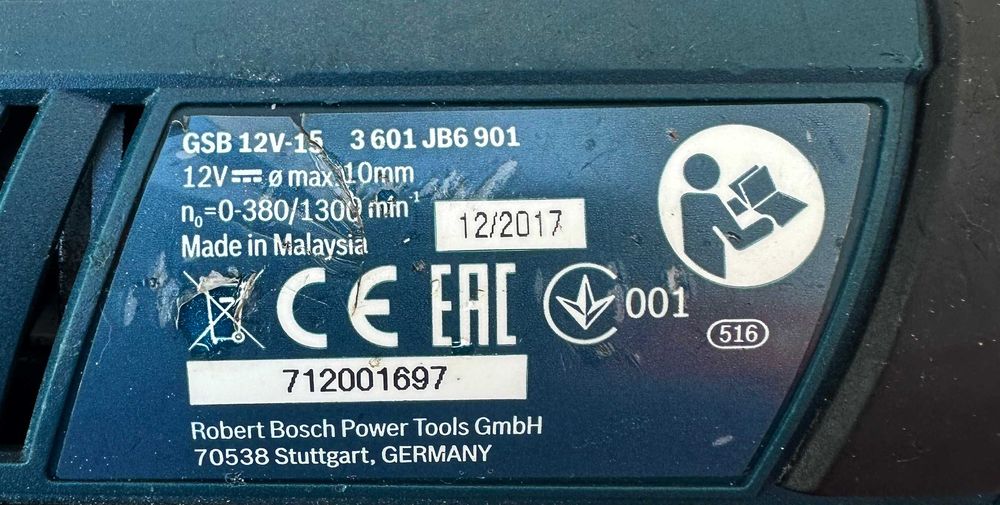 GSB 12V-15 3 601 JB6 901
12V⎓ ø max.10mm
n₀=0-380/1300 min⁻¹
12/2017
Made in Malaysia
CE EAC 001
516
712001697
Robert Bosch Power Tools GmbH
70538 Stuttgart, GERMANY